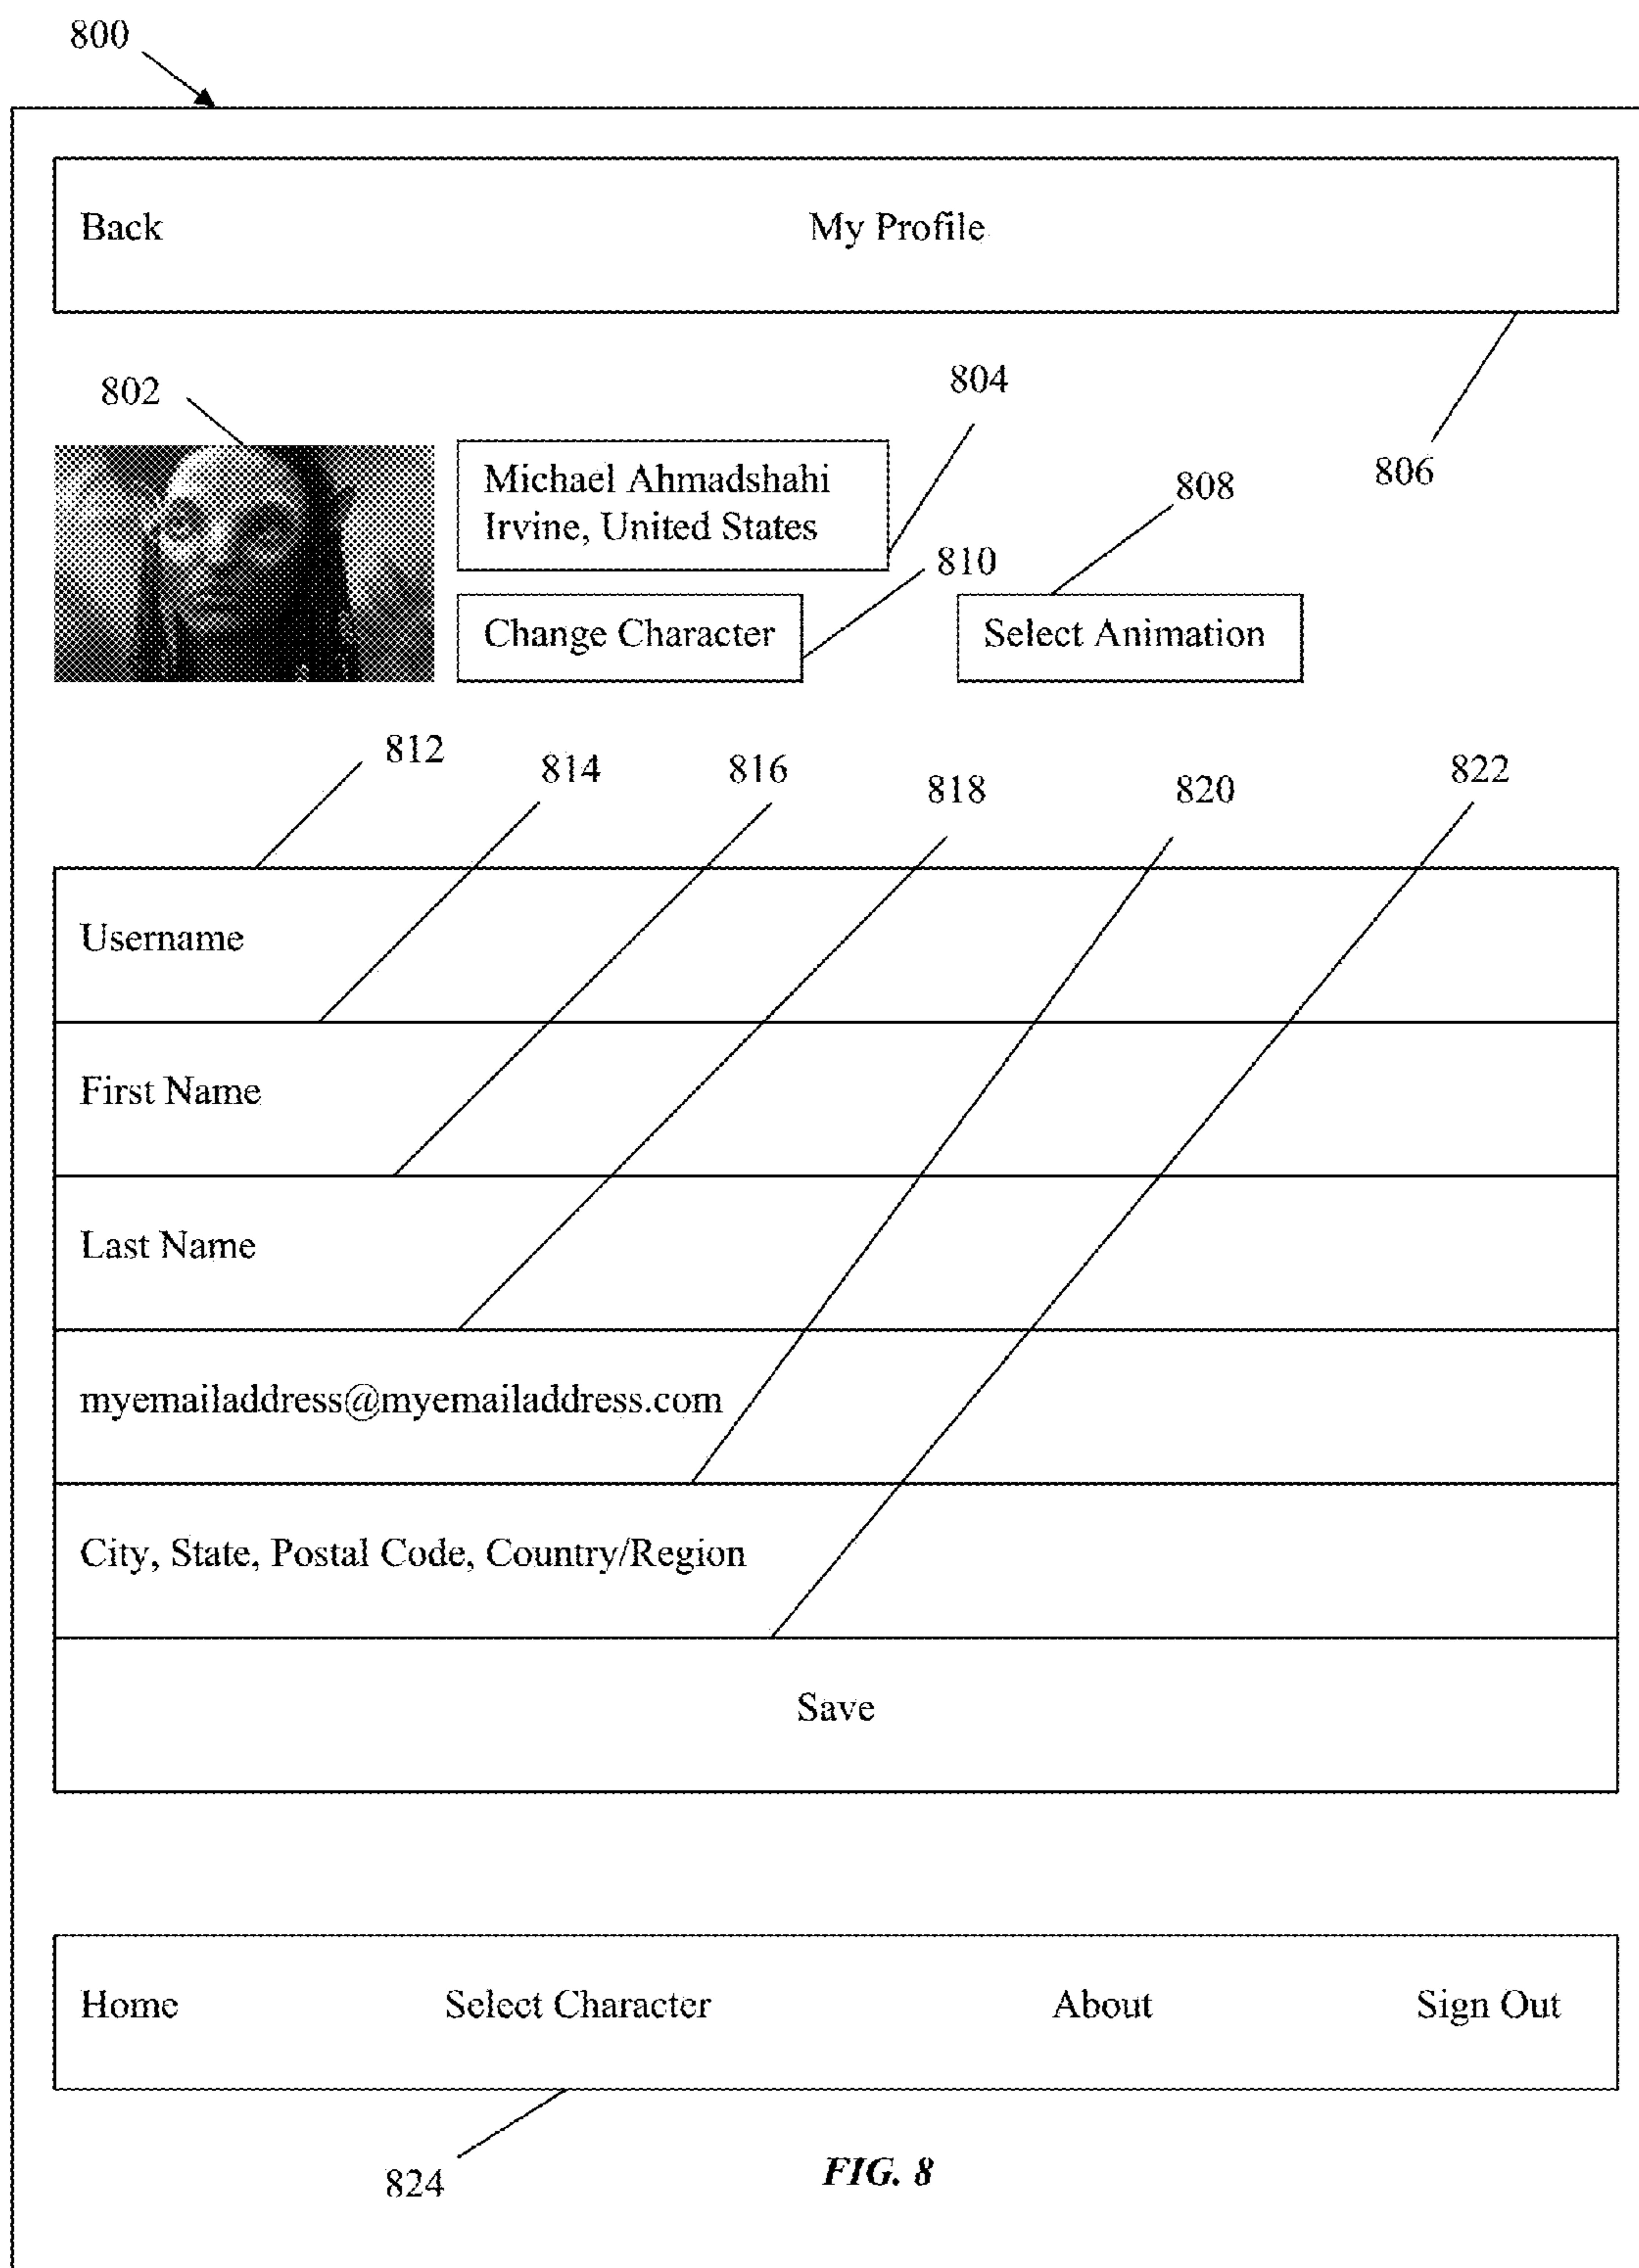 800
Back My Profile
802
804
806
Michael Ahmadshahi
Irvine, United States
808
810
Change Character
Select Animation
812
814
816
818
820
822
Username
First Name
Last Name
myemailaddress@myemailaddress.com
City, State, Postal Code, Country/Region
Save
Home Select Character About Sign Out
824
FIG. 8